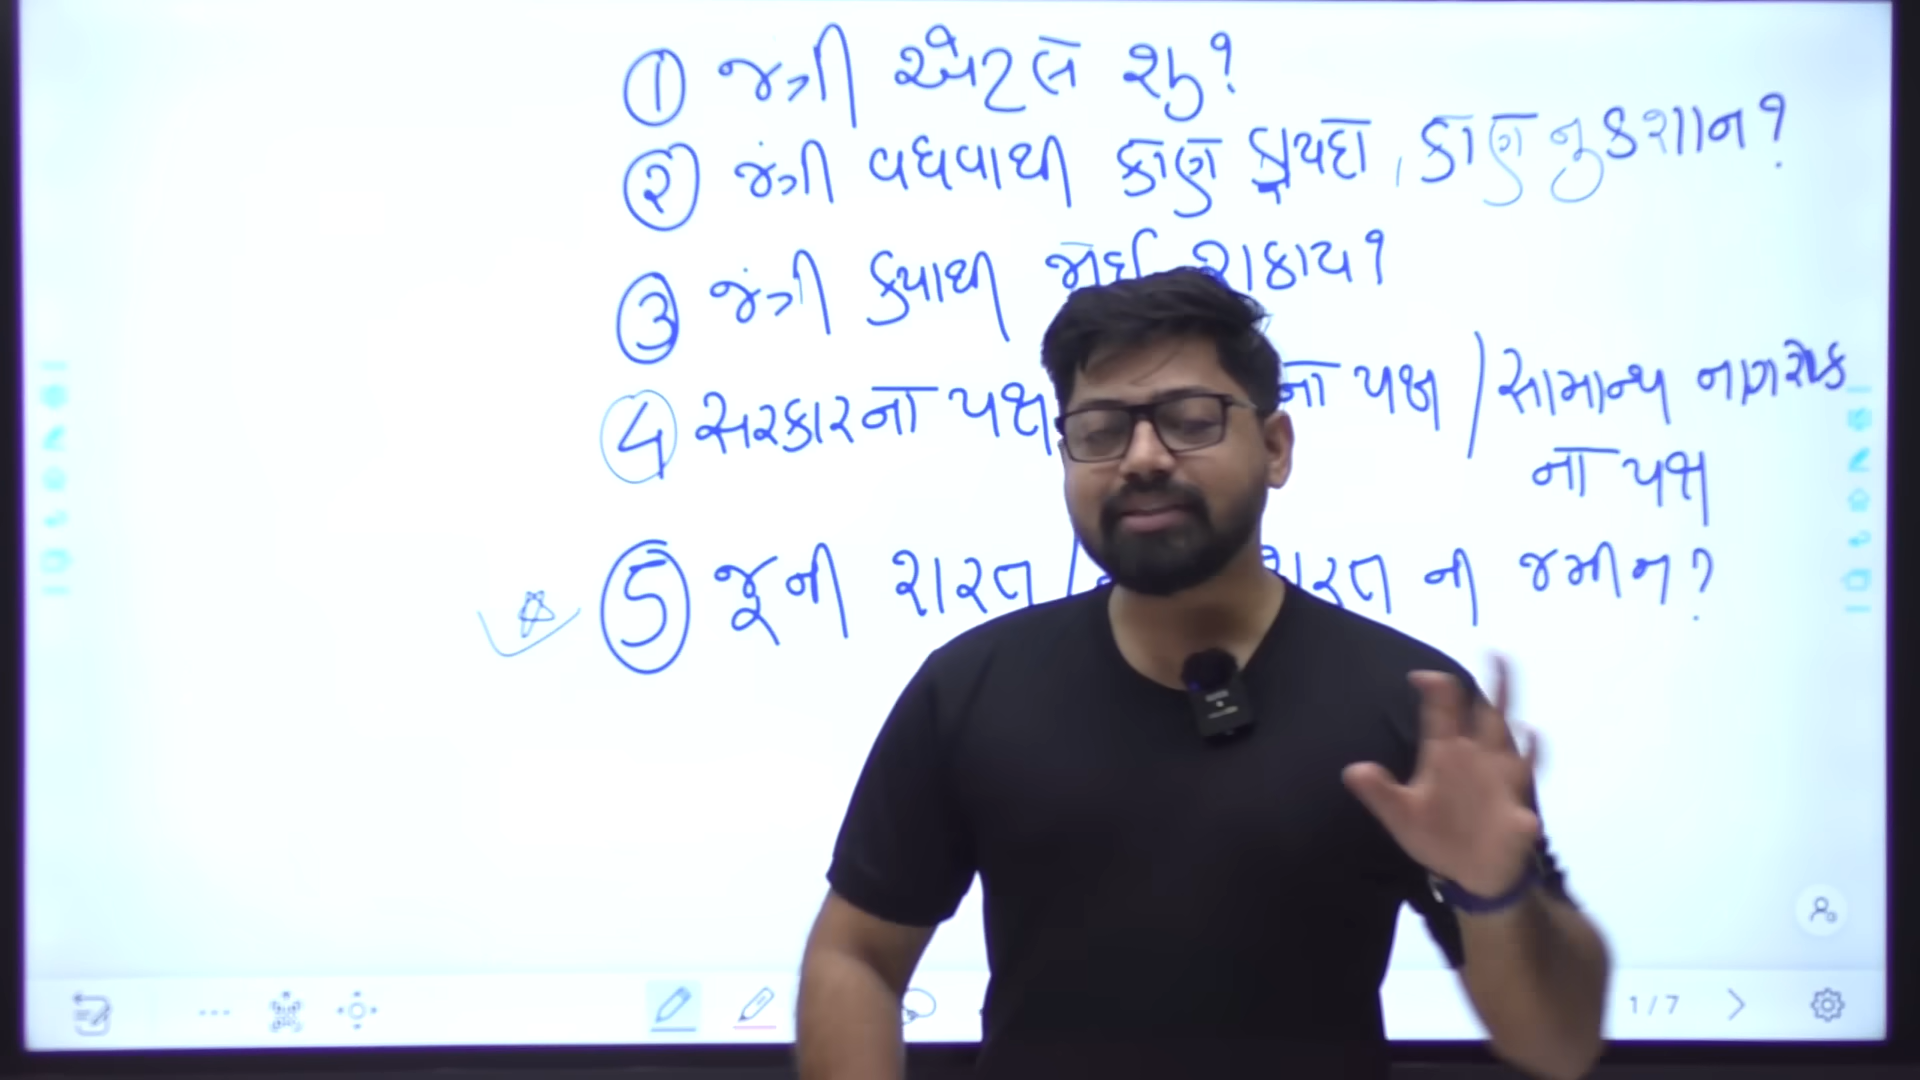 ① જંત્રી એટલે શું?
② જંત્રી વધવાથી કોણે ફાયદો, કોણે નુકશાન?
③ જંત્રી ક્યાથી જોઈ શકાય?
④ સરકારનો પક્ષ નો પક્ષ / સામાન્ય નાગરીક
નો પક્ષ
⑤ જૂની શરત / શરત ની જમીન?
1/7